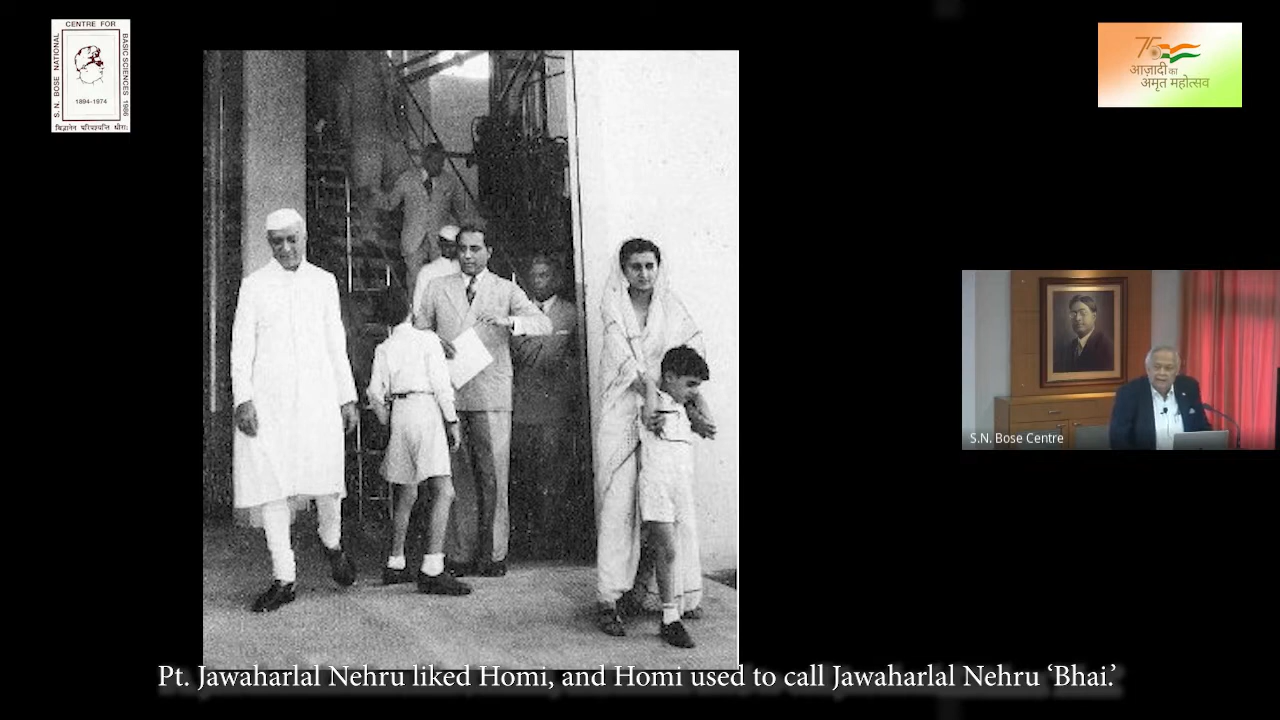 CENTRE FOR
S. N. BOSE NATIONAL
BASIC SCIENCES 1986
1894-1974
75
आज़ादी का
अमृत महोत्सव
S.N. Bose Centre
Pt. Jawaharlal Nehru liked Homi, and Homi used to call Jawaharlal Nehru ‘Bhai.’